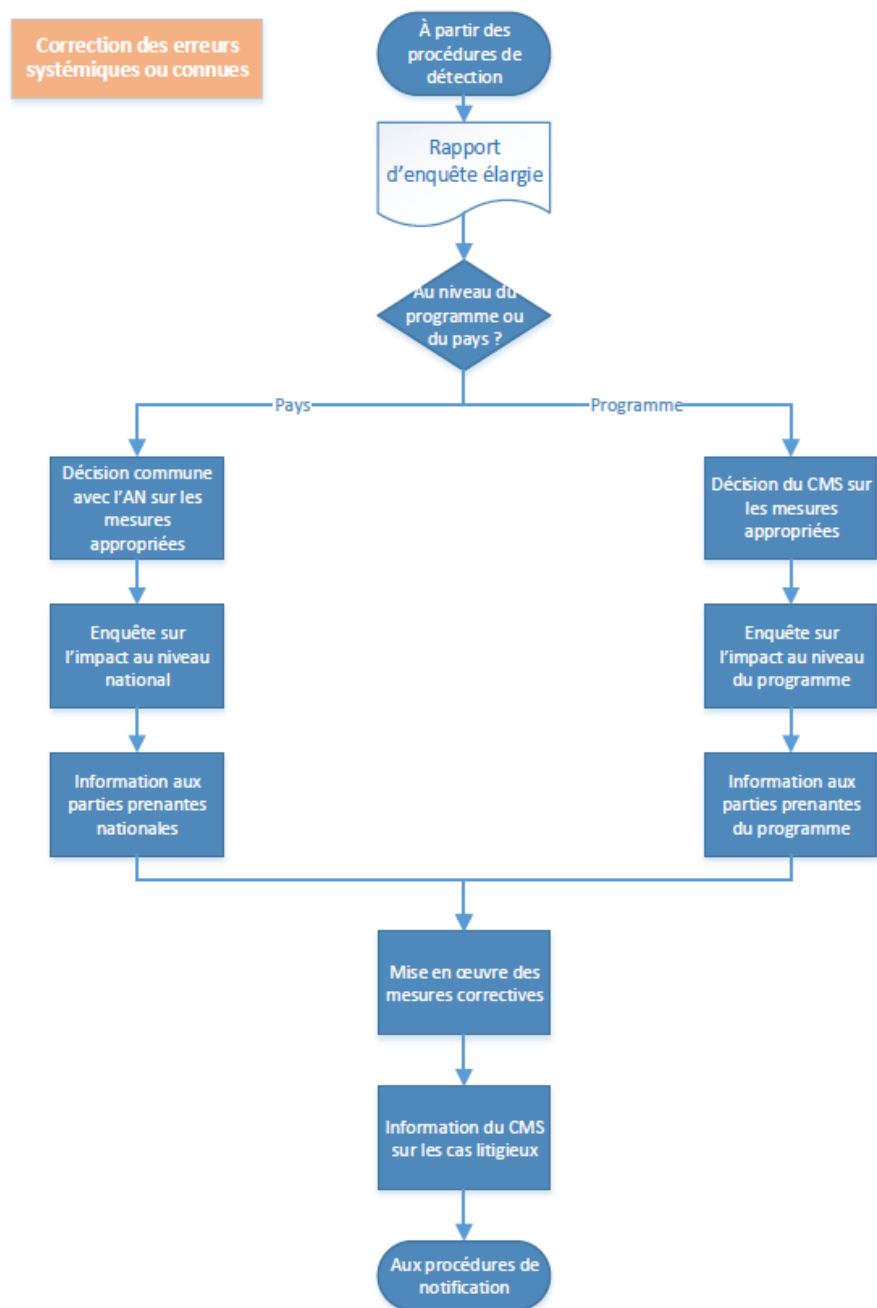 Correction des erreurs
systémiques ou connues
À partir des
procédures de
détection
Rapport
d'enquête élargie
Au niveau du
programme ou
du pays ?
Pays
Programme
Décision commune
avec l'AN sur les
mesures
appropriées
Décision du CMS sur
les mesures
appropriées
Enquête sur
l'impact au niveau
national
Enquête sur
l'impact au niveau
du programme
Information aux
parties prenantes
nationales
Information aux
parties prenantes
du programme
Mise en œuvre des
mesures correctives
Information du CMS
sur les cas litigieux
Aux procédures de
notification